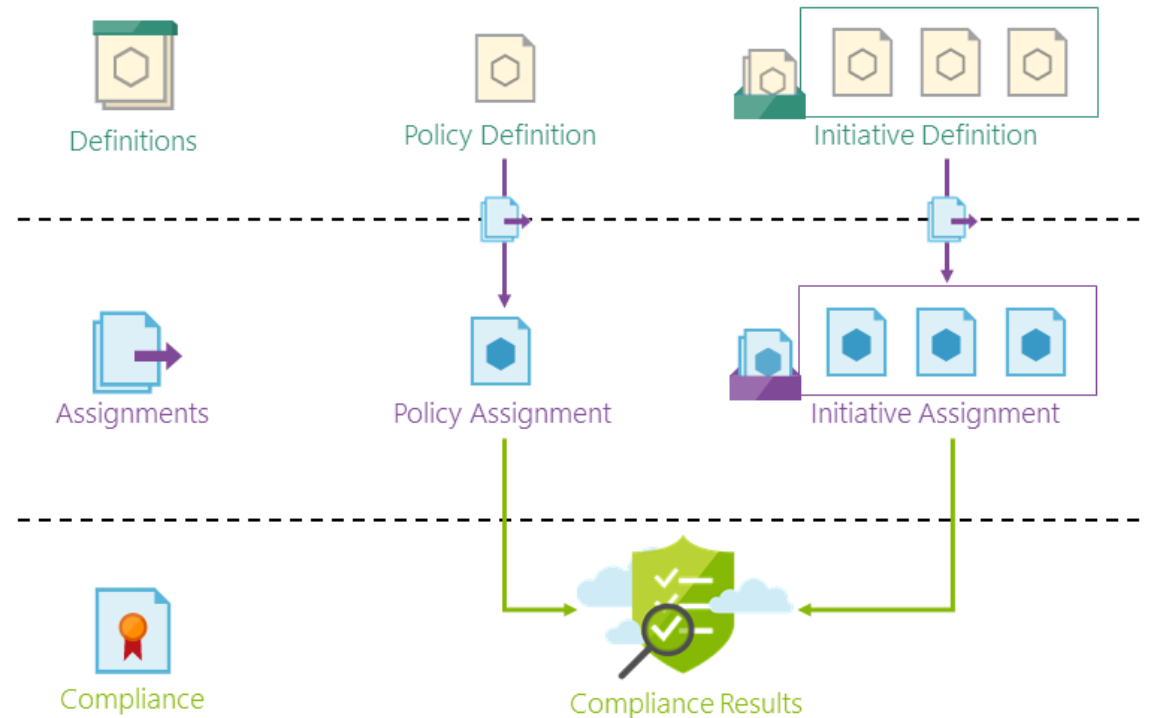 Definitions
Policy Definition
Initiative Definition
Assignments
Policy Assignment
Initiative Assignment
Compliance
Compliance Results